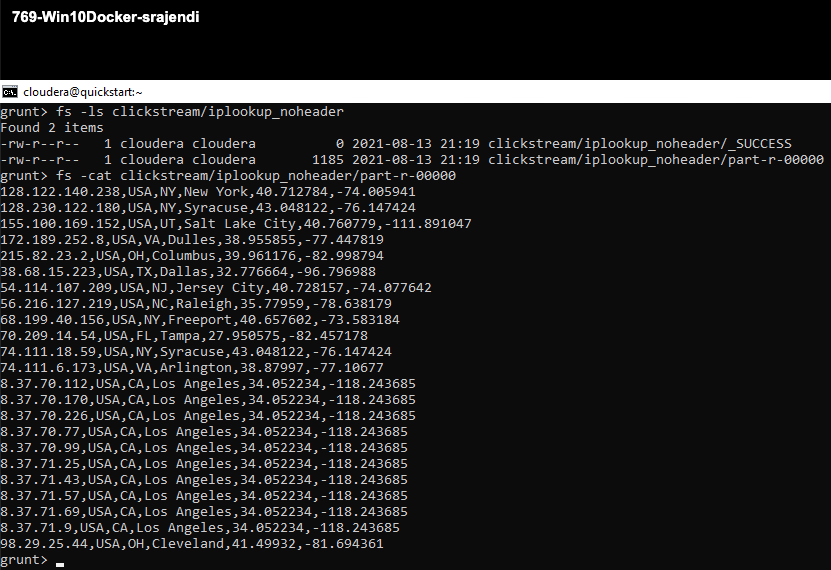 769-Win10Docker-srajendi
cloudera@quickstart:~
grunt> fs -ls clickstream/iplookup_noheader
Found 2 items
-rw-r--r--   1 cloudera cloudera          0 2021-08-13 21:19 clickstream/iplookup_noheader/_SUCCESS
-rw-r--r--   1 cloudera cloudera       1185 2021-08-13 21:19 clickstream/iplookup_noheader/part-r-00000
grunt> fs -cat clickstream/iplookup_noheader/part-r-00000
128.122.140.238,USA,NY,New York,40.712784,-74.005941
128.230.122.180,USA,NY,Syracuse,43.048122,-76.147424
155.100.169.152,USA,UT,Salt Lake City,40.760779,-111.891047
172.189.252.8,USA,VA,Dulles,38.955855,-77.447819
215.82.23.2,USA,OH,Columbus,39.961176,-82.998794
38.68.15.223,USA,TX,Dallas,32.776664,-96.796988
54.114.107.209,USA,NJ,Jersey City,40.728157,-74.077642
56.216.127.219,USA,NC,Raleigh,35.77959,-78.638179
68.199.40.156,USA,NY,Freeport,40.657602,-73.583184
70.209.14.54,USA,FL,Tampa,27.950575,-82.457178
74.111.18.59,USA,NY,Syracuse,43.048122,-76.147424
74.111.6.173,USA,VA,Arlington,38.87997,-77.10677
8.37.70.112,USA,CA,Los Angeles,34.052234,-118.243685
8.37.70.170,USA,CA,Los Angeles,34.052234,-118.243685
8.37.70.226,USA,CA,Los Angeles,34.052234,-118.243685
8.37.70.77,USA,CA,Los Angeles,34.052234,-118.243685
8.37.70.99,USA,CA,Los Angeles,34.052234,-118.243685
8.37.71.25,USA,CA,Los Angeles,34.052234,-118.243685
8.37.71.43,USA,CA,Los Angeles,34.052234,-118.243685
8.37.71.57,USA,CA,Los Angeles,34.052234,-118.243685
8.37.71.69,USA,CA,Los Angeles,34.052234,-118.243685
8.37.71.9,USA,CA,Los Angeles,34.052234,-118.243685
98.29.25.44,USA,OH,Cleveland,41.49932,-81.694361
grunt>